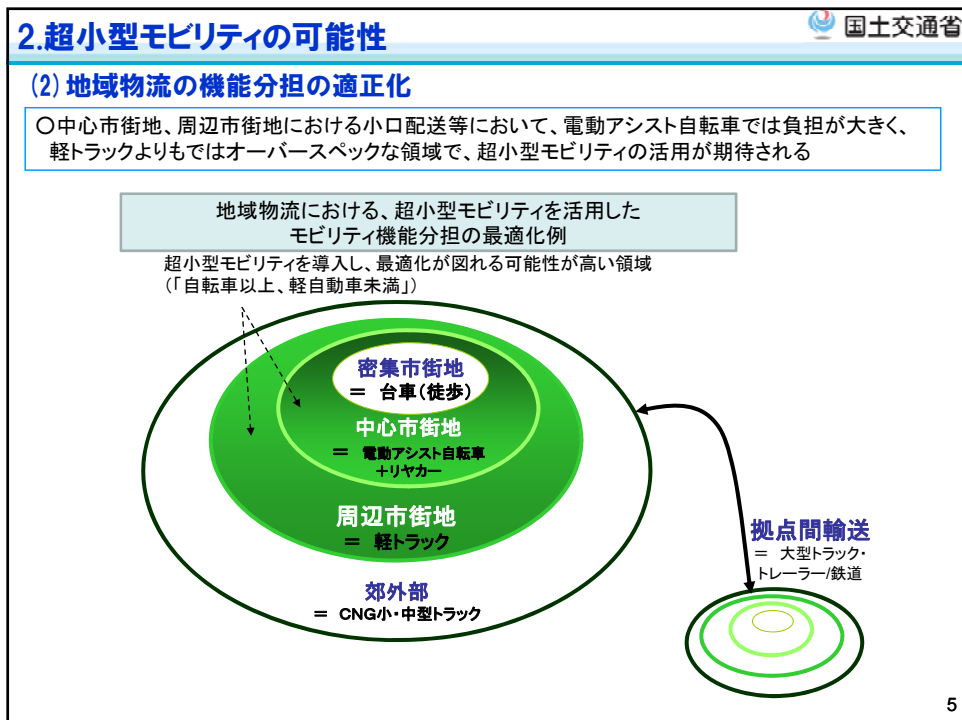 2.超小型モビリティの可能性
国土交通省
(2)地域物流の機能分担の適正化
○中心市街地、周辺市街地における小口配送等において、電動アシスト自転車では負担が大きく、
軽トラックよりもではオーバースペックな領域で、超小型モビリティの活用が期待される
地域物流における、超小型モビリティを活用した
モビリティ機能分担の最適化例
超小型モビリティを導入し、最適化が図れる可能性が高い領域
(「自転車以上、軽自動車未満」)
密集市街地
= 台車(徒歩)
中心市街地
= 電動アシスト自転車
+リヤカー
周辺市街地
= 軽トラック
郊外部
= CNG小・中型トラック
拠点間輸送
= 大型トラック・
トレーラー/鉄道
5